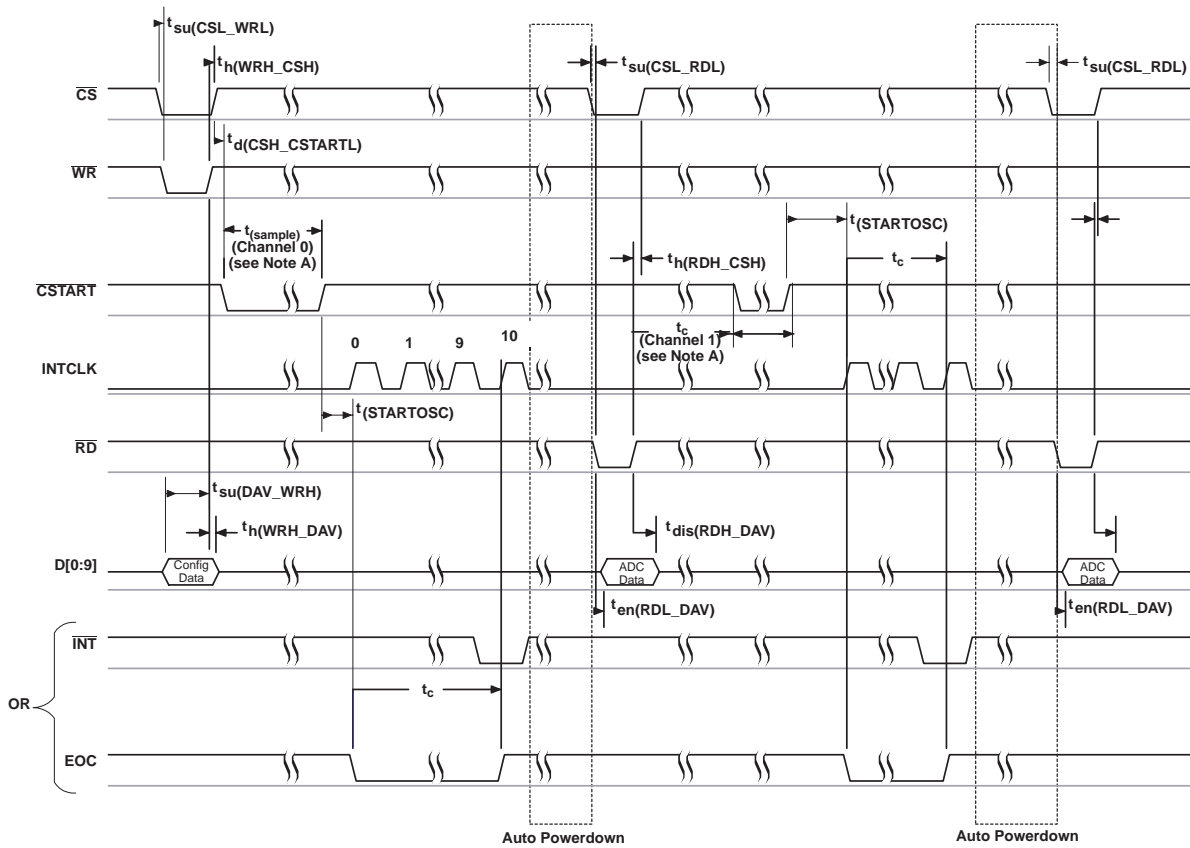 tsu(CSL_WRL)
th(WRH_CSH)
tsu(CSL_RDL)
tsu(CSL_RDL)
CS
td(CSH_CSTARTL)
WR
t(sample)
(Channel 0)
(see Note A)
t(STARTOSC)
tc
th(RDH_CSH)
CSTART
tc
(Channel 1)
(see Note A)
0 1 9 10
INTCLK
t(STARTOSC)
RD
tsu(DAV_WRH)
th(WRH_DAV)
tdis(RDH_DAV)
D[0:9]
Config
Data
ADC
Data
ADC
Data
ten(RDL_DAV)
ten(RDL_DAV)
INT
tc
OR
EOC
Auto Powerdown
Auto Powerdown